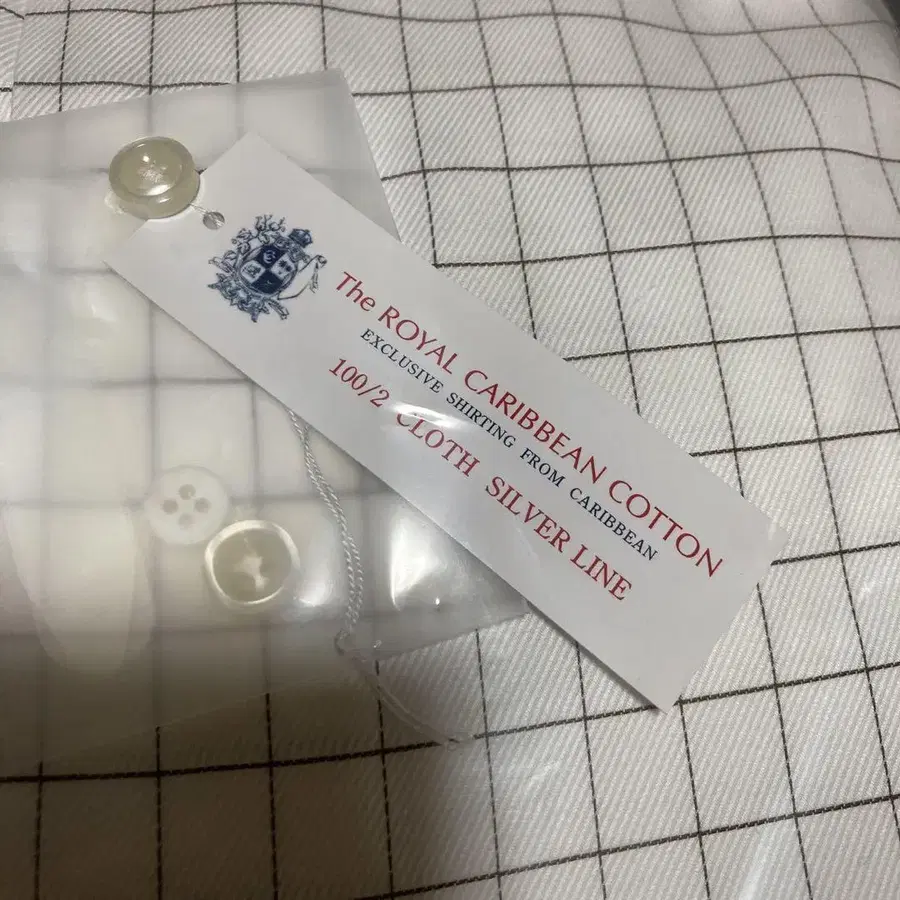 The ROYAL CARIBBEAN COTTON
EXCLUSIVE SHIRTING FROM CARIBBEAN
100/2 CLOTH SILVER LINE